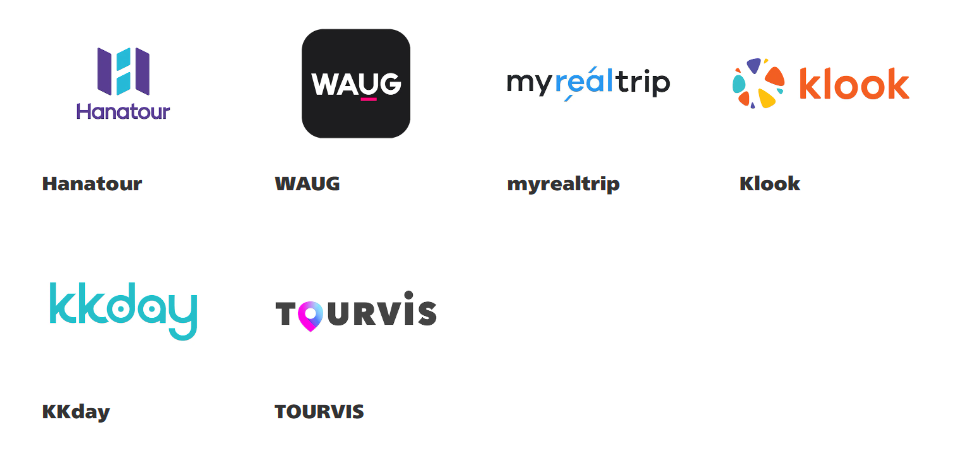 Hanatour
WAUG
myrealtrip
klook
Hanatour
WAUG
myrealtrip
Klook
kkday
TOURVIS
KKday
TOURVIS